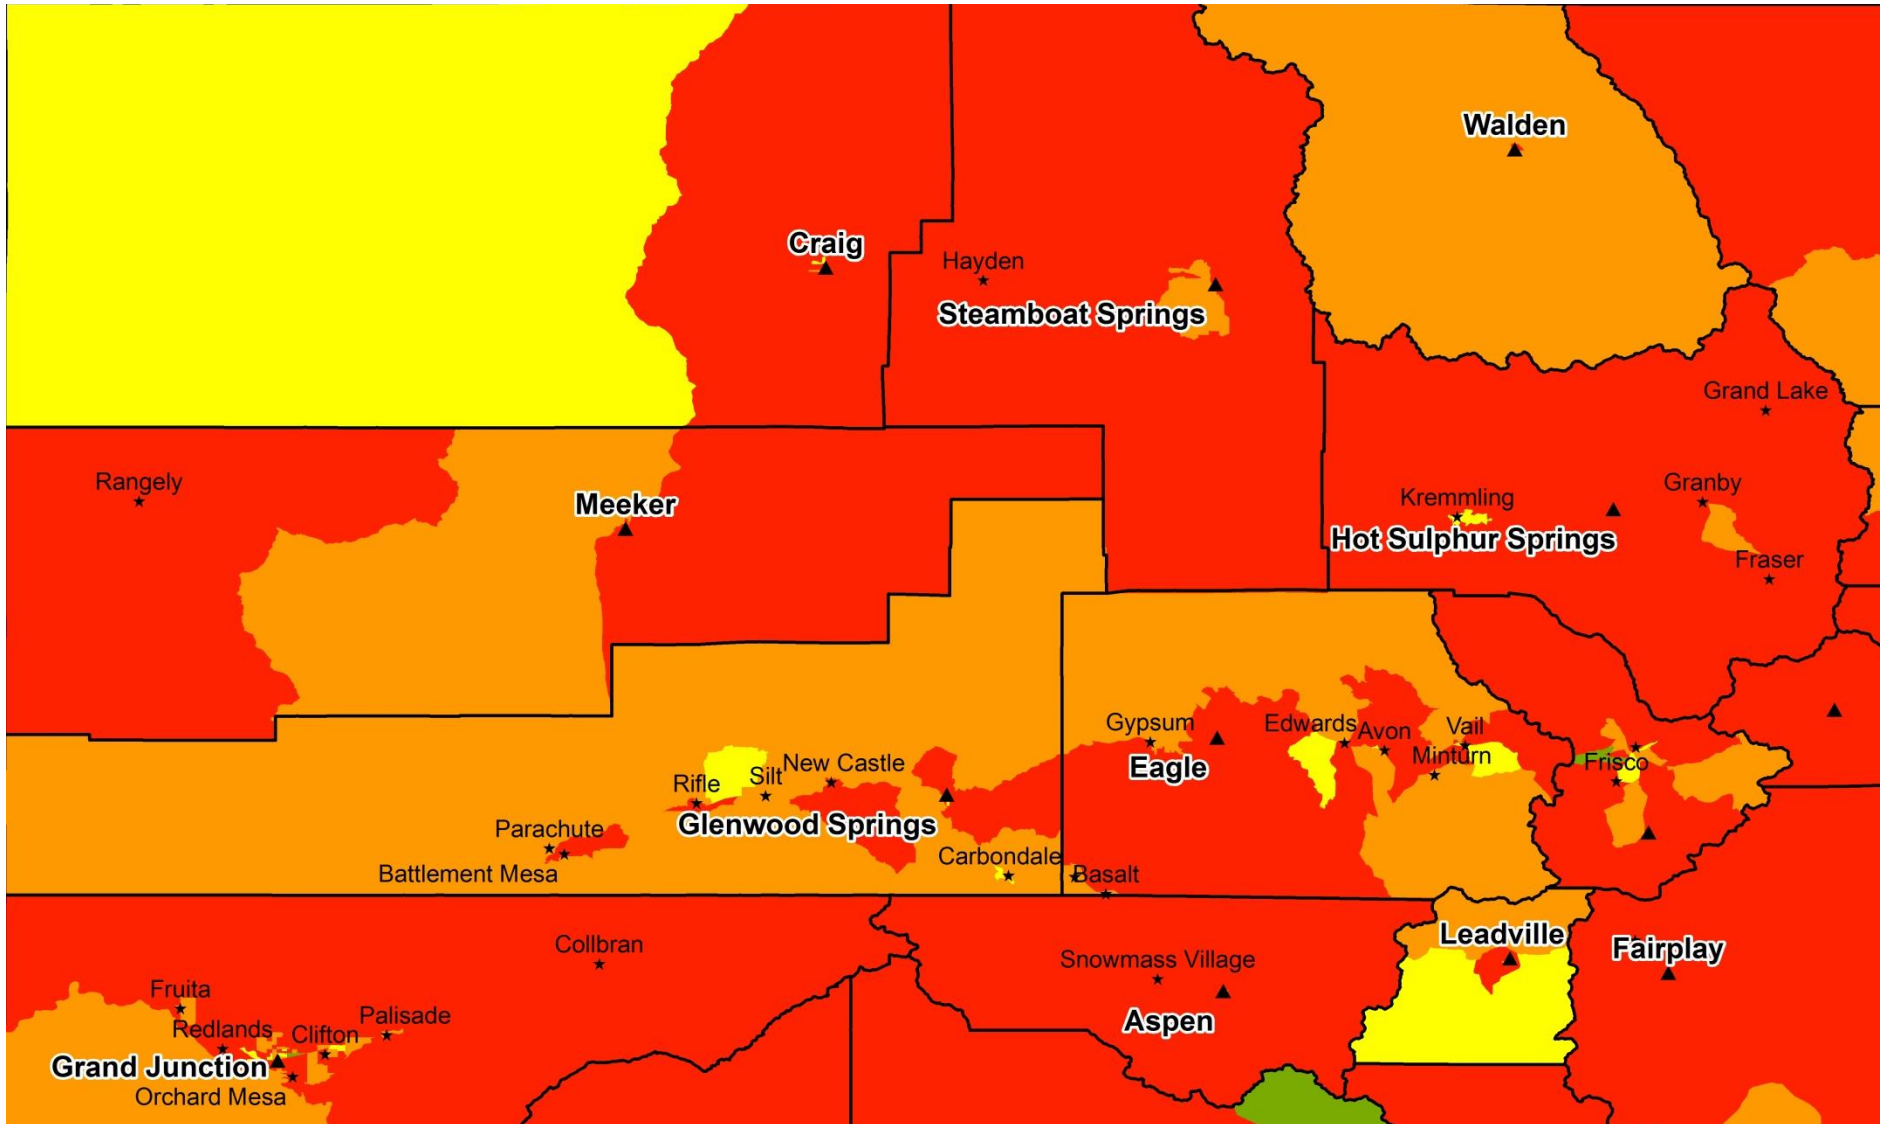 Walden
Craig
Hayden
Steamboat Springs
Grand Lake
Rangely
Meeker
Kremmling
Granby
Hot Sulphur Springs
Fraser
Gypsum
Edwards
Avon
Vail
Minturn
Eagle
Frisco
New Castle
Silt
Rifle
Glenwood Springs
Parachute
Battlement Mesa
Carbondale
Basalt
Collbran
Leadville
Fairplay
Snowmass Village
Aspen
Fruita
Palisade
Redlands
Clifton
Grand Junction
Orchard Mesa